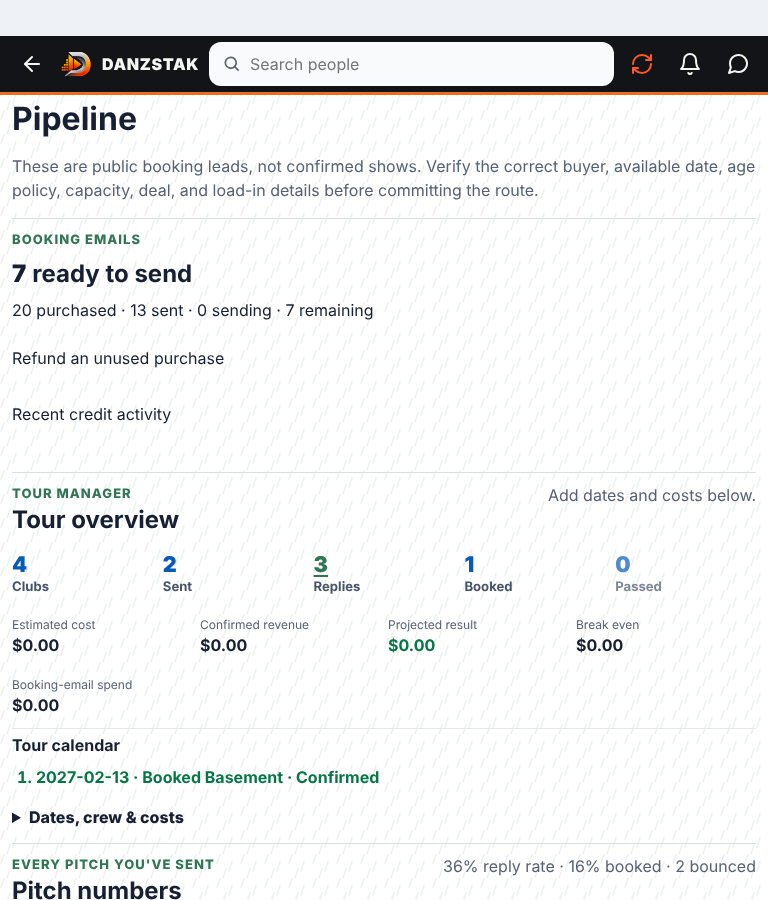 DANZSTAK
Search people
Pipeline
These are public booking leads, not confirmed shows. Verify the correct buyer, available date, age
policy, capacity, deal, and load-in details before committing the route.
BOOKING EMAILS
7 ready to send
20 purchased · 13 sent · 0 sending · 7 remaining
Refund an unused purchase
Recent credit activity
TOUR MANAGER
Add dates and costs below.
Tour overview
4 2 3 1 0
Clubs Sent Replies Booked Passed
Estimated cost Confirmed revenue Projected result Break even
$0.00 $0.00 $0.00 $0.00
Booking-email spend
$0.00
Tour calendar
1. 2027-02-13 · Booked Basement · Confirmed
Dates, crew & costs
EVERY PITCH YOU'VE SENT
36% reply rate · 16% booked · 2 bounced
Pitch numbers